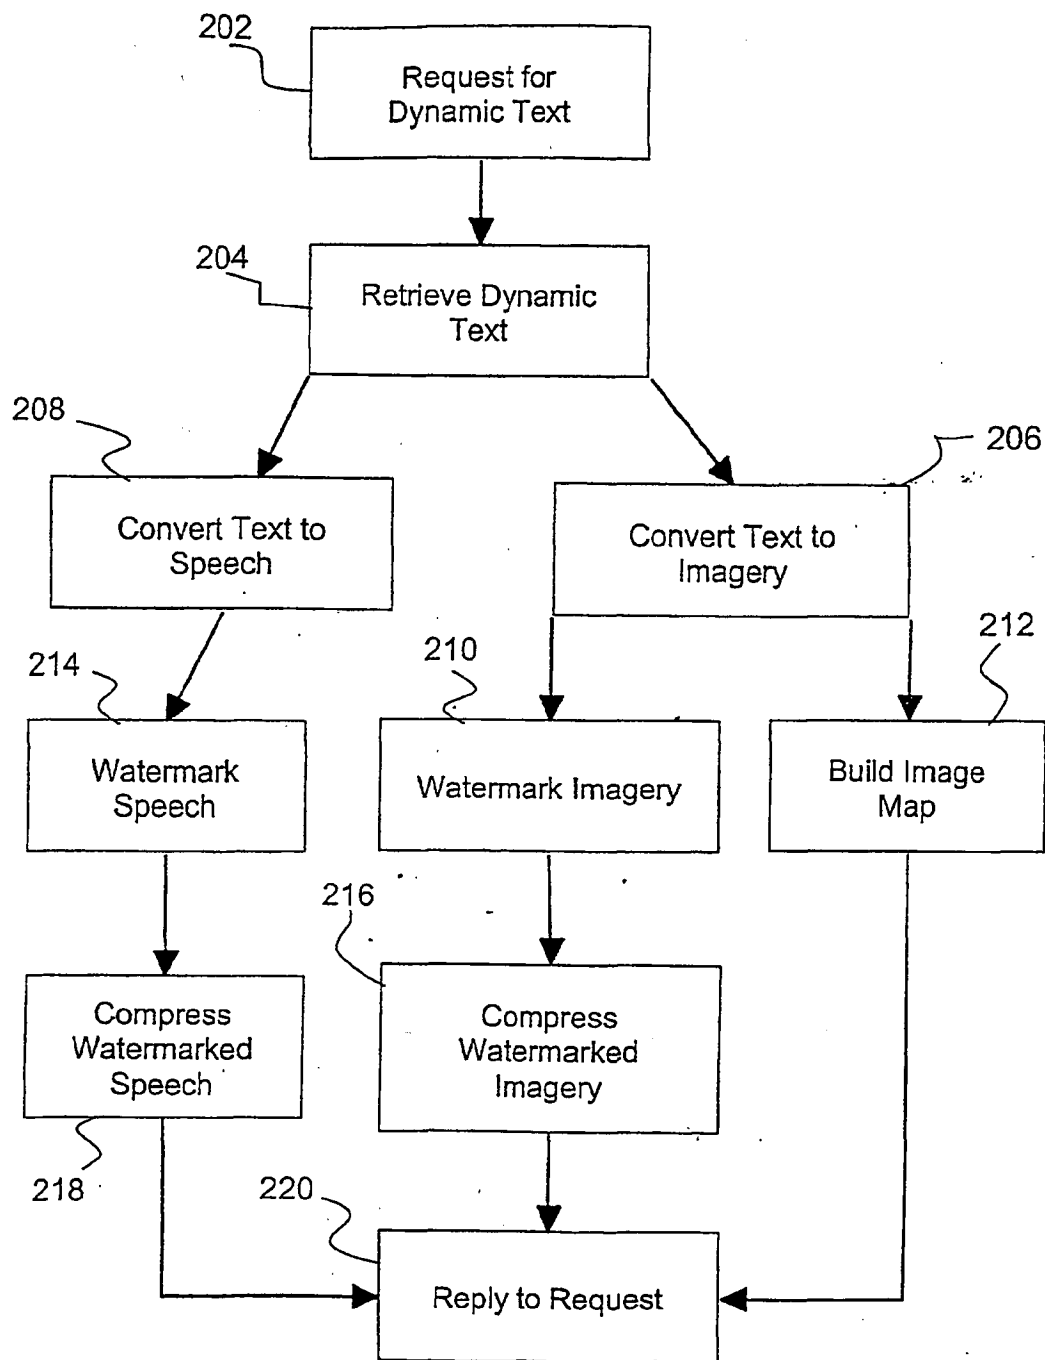 202
Request for
Dynamic Text
204
Retrieve Dynamic
Text
208
206
Convert Text to
Speech
Convert Text to
Imagery
214
210
212
Watermark
Speech
Watermark Imagery
Build Image
Map
216
Compress
Watermarked
Speech
Compress
Watermarked
Imagery
218
220
Reply to Request